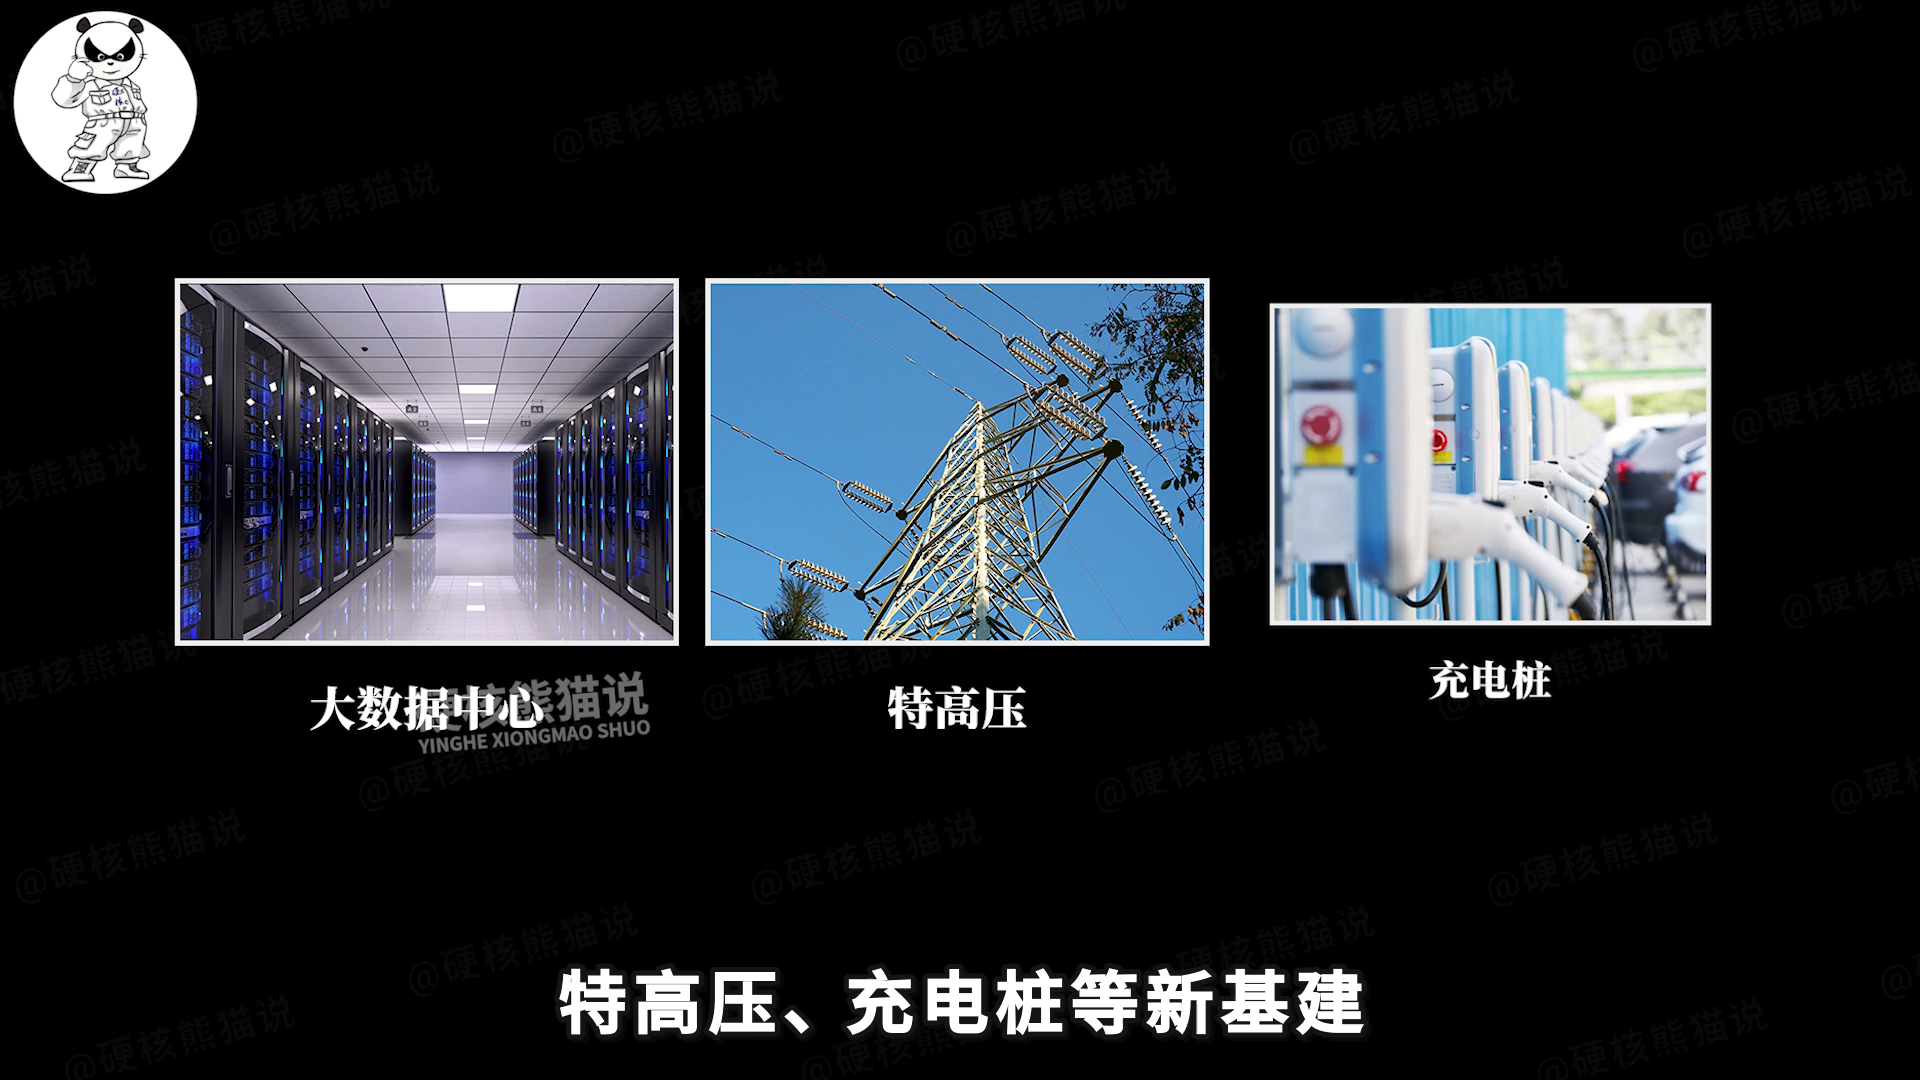 大数据中心
特高压
充电桩
硬核熊猫说
YINGHE XIONGMAO SHUO
特高压、充电桩等新基建
@硬核熊猫说